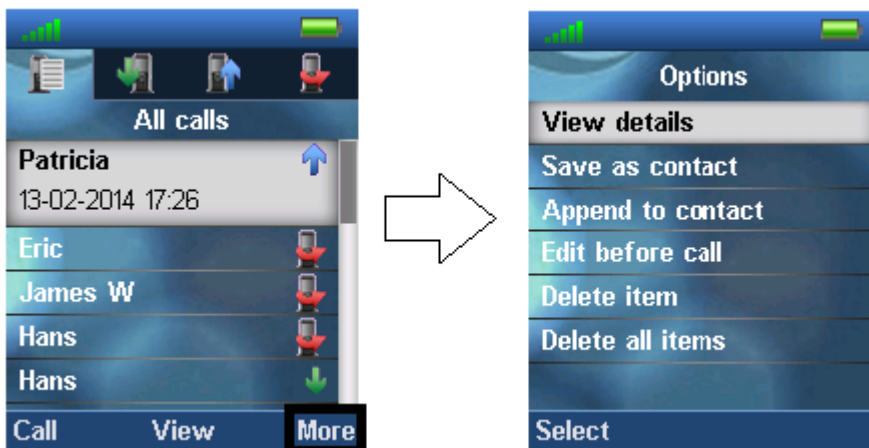 All calls
Patricia
13-02-2014 17:26
Eric
James W
Hans
Hans
Call View More
Options
View details
Save as contact
Append to contact
Edit before call
Delete item
Delete all items
Select